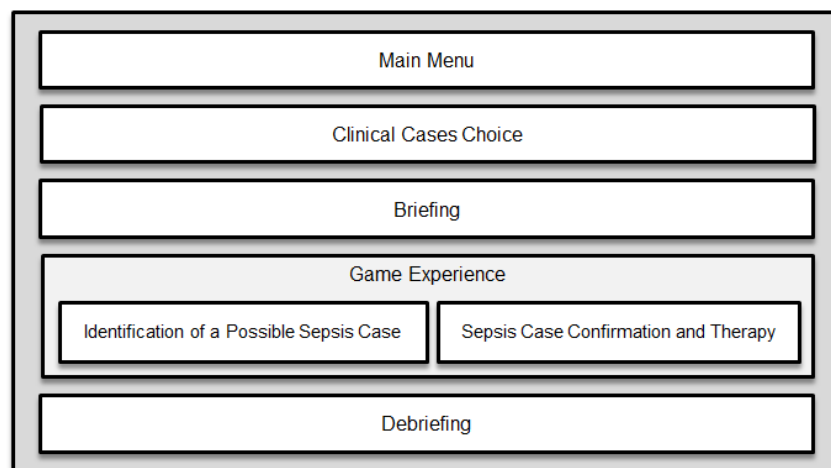 Main Menu
Clinical Cases Choice
Briefing
Game Experience
Identification of a Possible Sepsis Case
Sepsis Case Confirmation and Therapy
Debriefing